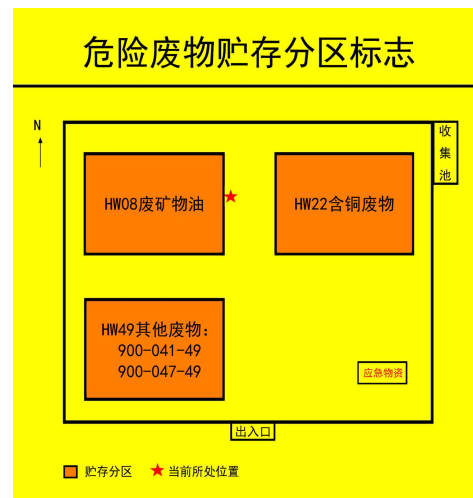 危险废物贮存分区标志
N
收集池
HW08废矿物油
HW22含铜废物
HW49其他废物：
900-041-49
900-047-49
应急物资
出入口
贮存分区
当前所处位置